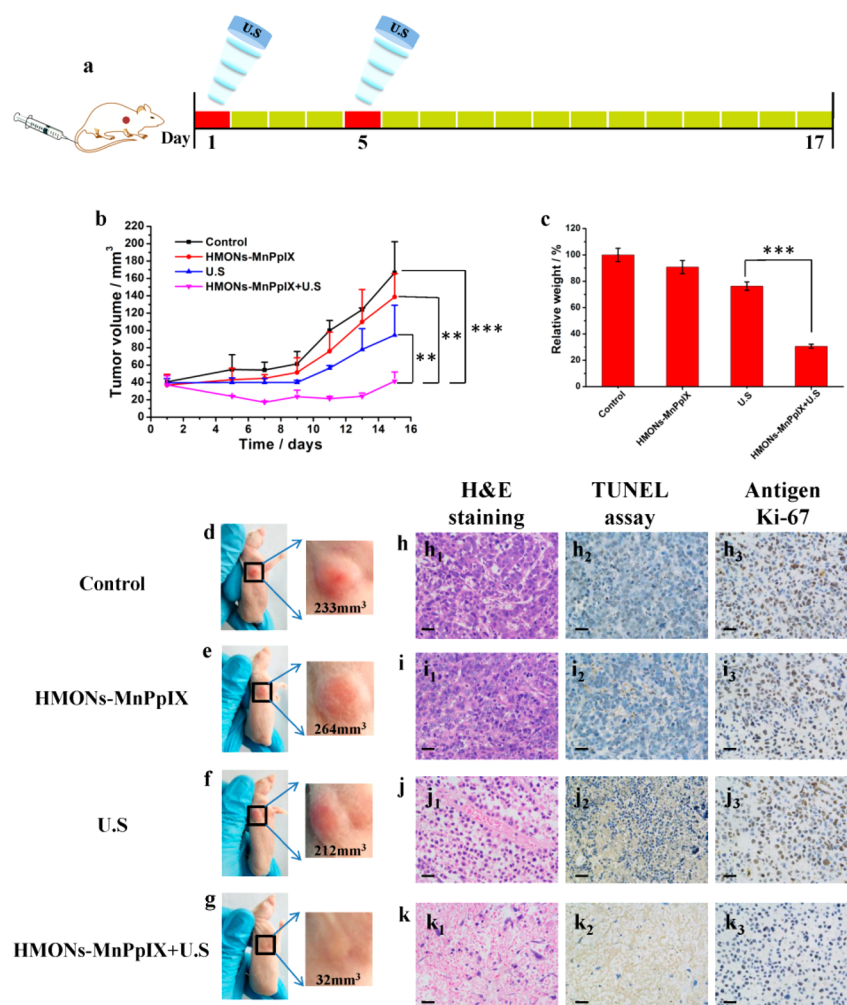 U.S
U.S
a
Day
1
5
17
b
220
200
180
160
140
120
100
80
60
40
20
0
Tumor volume / mm³
Control
HMONs-MnPpIX
U.S
HMONs-MnPpIX+U.S
**
**
***
0 2 4 6 8 10 12 14 16
Time / days
c
120
100
80
60
40
20
0
Relative weight / %
***
Control
HMONs-MnPpIX
U.S
HMONs-MnPpIX+U.S
H&E
staining
TUNEL
assay
Antigen
Ki-67
Control
d
233mm³
h
h₁
h₂
h₃
HMONs-MnPpIX
e
264mm³
i
i₁
i₂
i₃
U.S
f
212mm³
j
j₁
j₂
j₃
HMONs-MnPpIX+U.S
g
32mm³
k
k₁
k₂
k₃